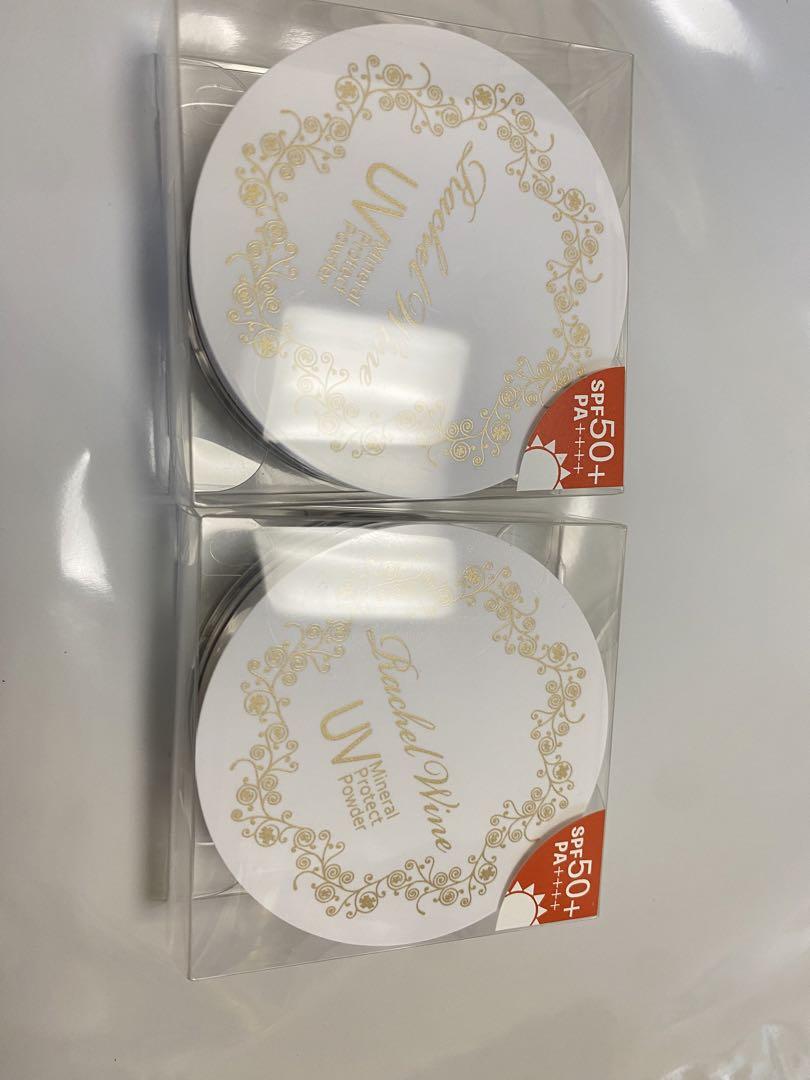 Rachel Wine
UV Mineral
Protect
Powder
SPF50+
PA++++
Rachel Wine
UV Mineral
Protect
Powder
SPF50+
PA++++